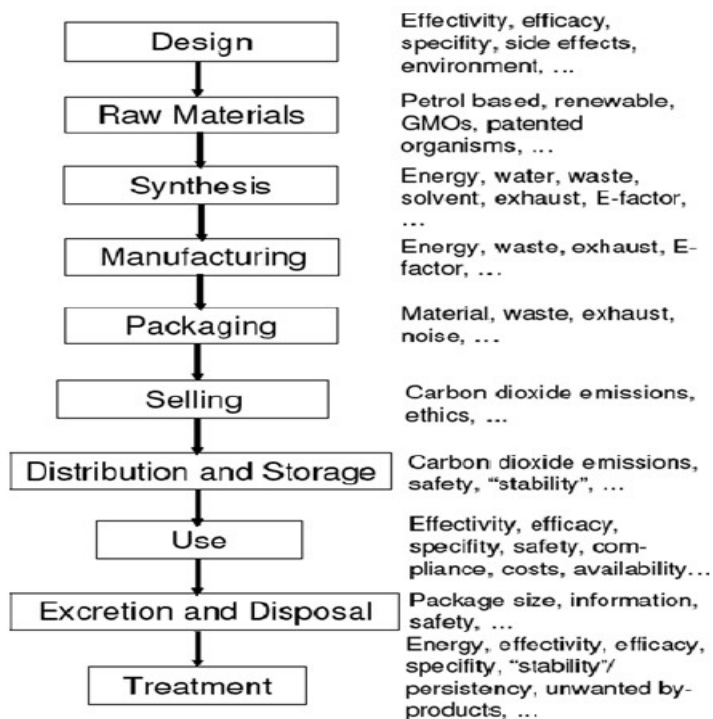 Design
Effectivity, efficacy,
specifity, side effects,
environment, ...
Raw Materials
Petrol based, renewable,
GMOs, patented
organisms, ...
Synthesis
Energy, water, waste,
solvent, exhaust, E-factor,
...
Manufacturing
Energy, waste, exhaust, E-
factor, ...
Packaging
Material, waste, exhaust,
noise, ...
Selling
Carbon dioxide emissions,
ethics, ...
Distribution and Storage
Carbon dioxide emissions,
safety, “stability”, ...
Use
Effectivity, efficacy,
specifity, safety, com-
pliance, costs, availability...
Excretion and Disposal
Package size, information,
safety, ...
Treatment
Energy, effectivity, efficacy,
specifity, “stability”/
persistency, unwanted by-
products, ...